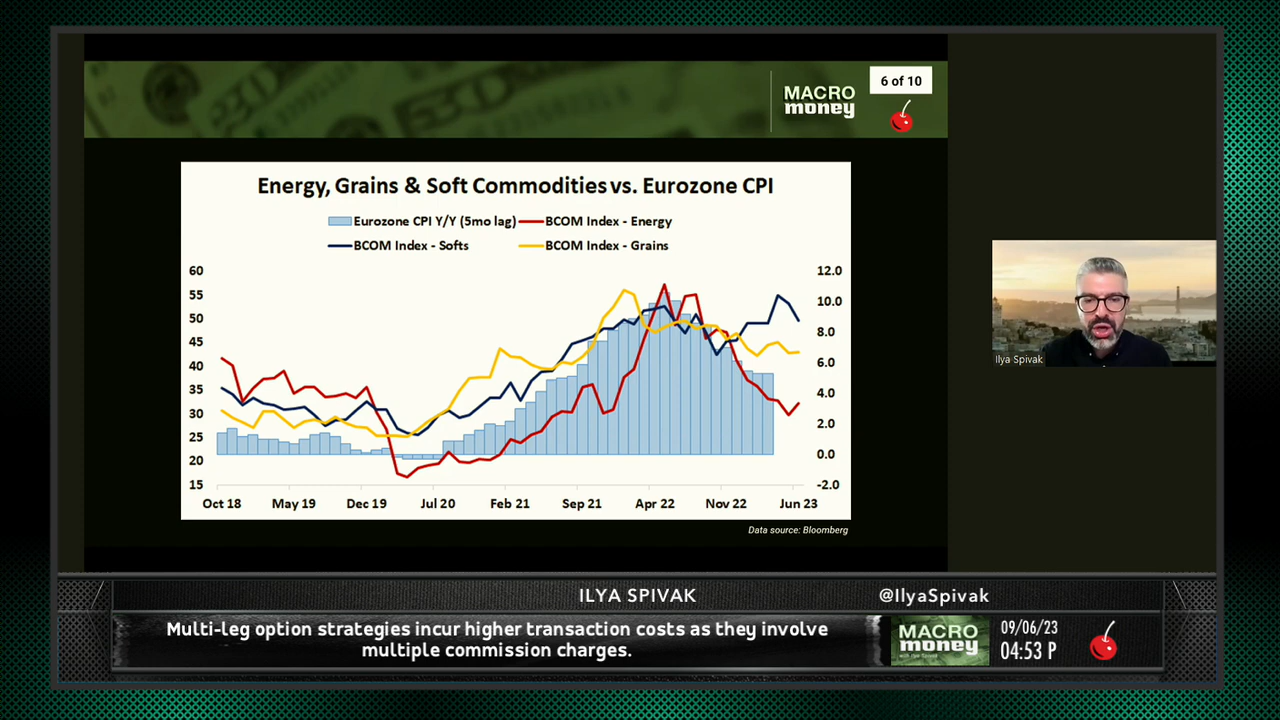 MACRO
money
6 of 10
Energy, Grains & Soft Commodities vs. Eurozone CPI
Eurozone CPI Y/Y (5mo lag)
BCOM Index - Energy
BCOM Index - Softs
BCOM Index - Grains
60
55
50
45
40
35
30
25
20
15
12.0
10.0
8.0
6.0
4.0
2.0
0.0
-2.0
Oct 18
May 19
Dec 19
Jul 20
Feb 21
Sep 21
Apr 22
Nov 22
Jun 23
Data source: Bloomberg
Ilya Spivak
ILYA SPIVAK
@IlyaSpivak
Multi-leg option strategies incur higher transaction costs as they involve
multiple commission charges.
MACRO
money
with Ilya Spivak
09/06/23
04:53 P